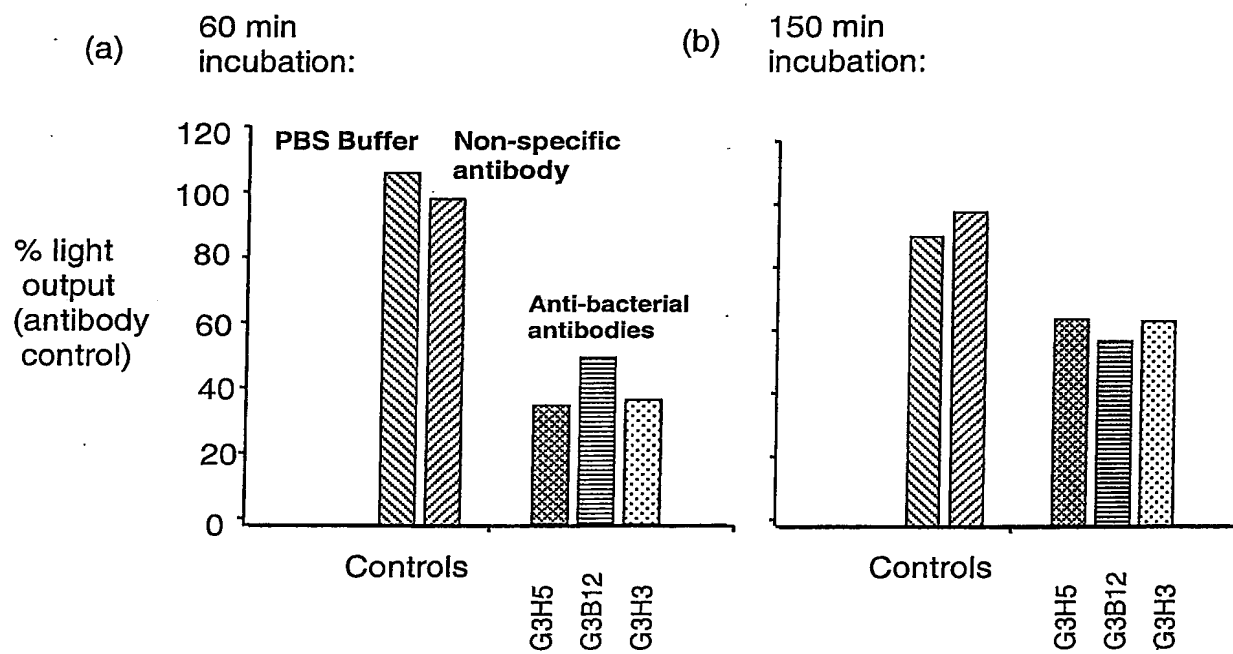 (a)
60 min
incubation:
(b)
150 min
incubation:
120
100
80
60
40
20
0
% light
output
(antibody
control)
PBS Buffer
Non-specific
antibody
Anti-bacterial
antibodies
Controls
G3H5
G3B12
G3H3
Controls
G3H5
G3B12
G3H3